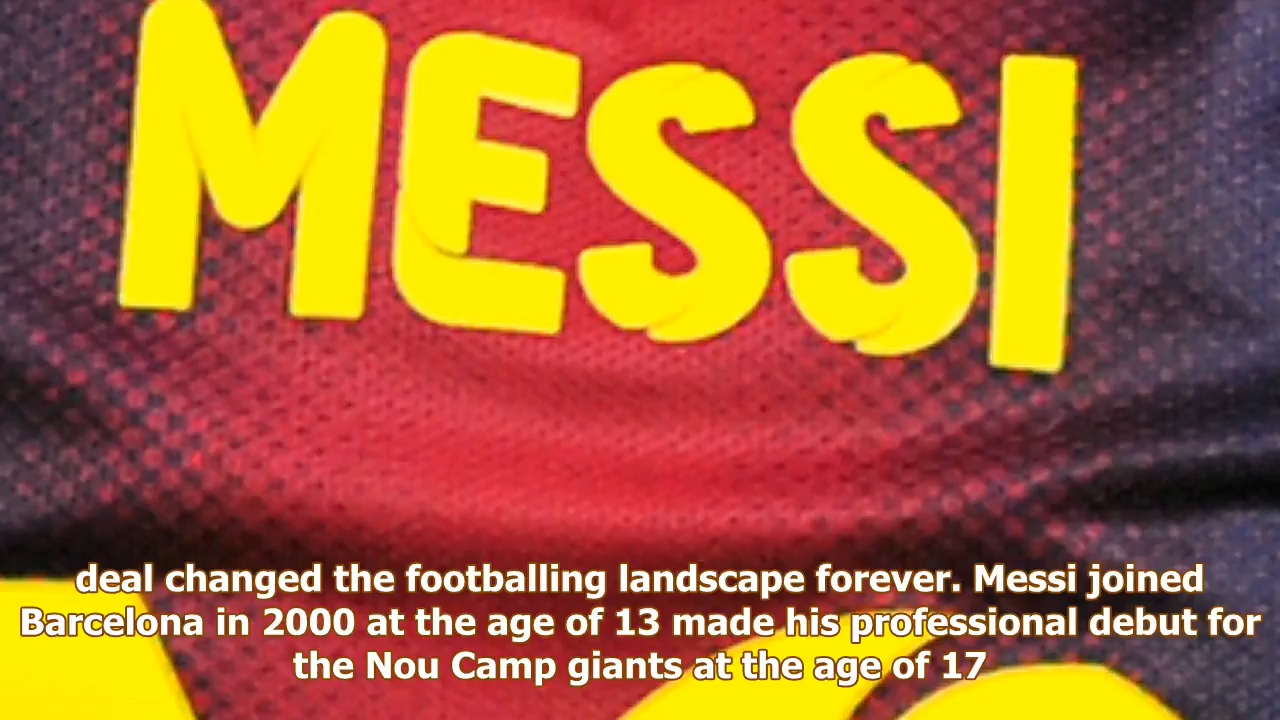 MESSI
deal changed the footballing landscape forever. Messi joined
Barcelona in 2000 at the age of 13 made his professional debut for
the Nou Camp giants at the age of 17